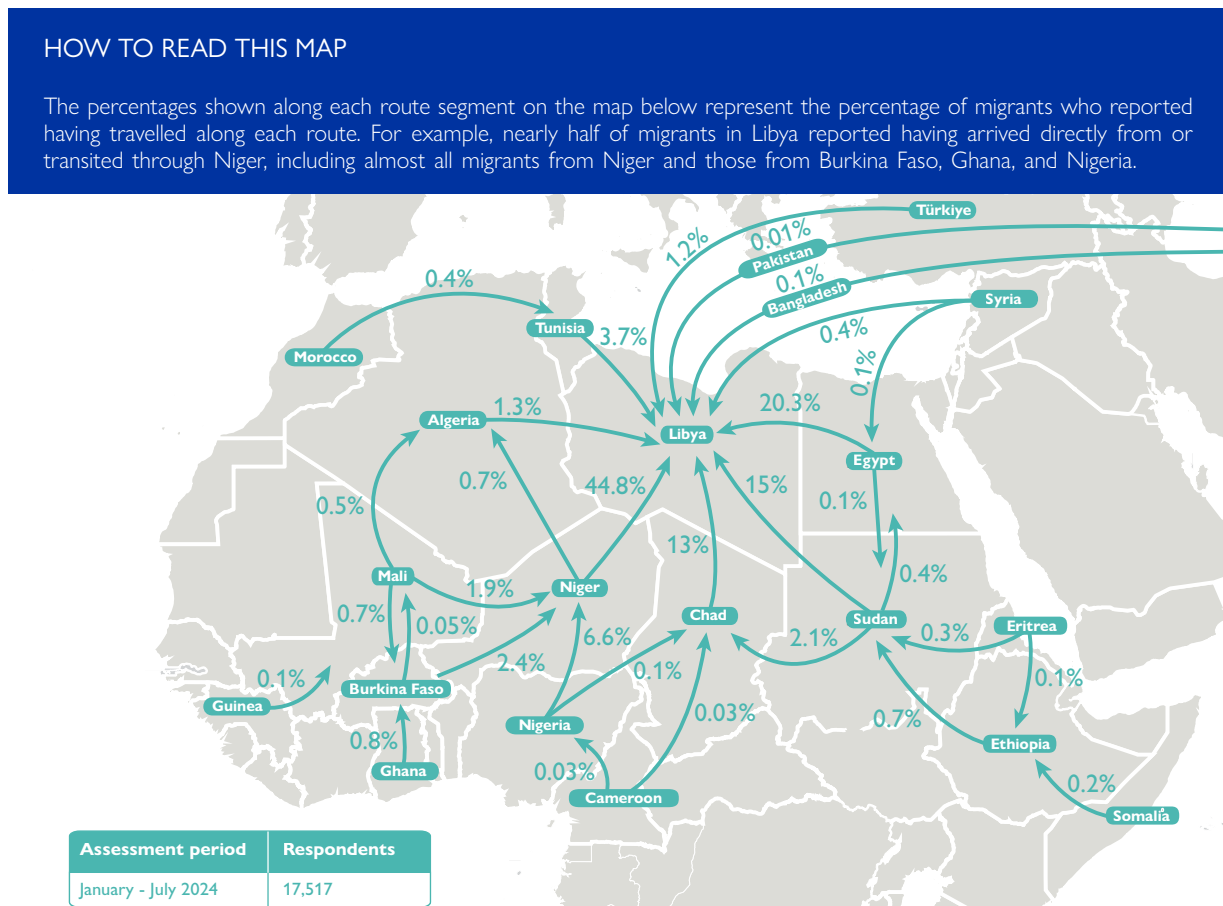 HOW TO READ THIS MAP
The percentages shown along each route segment on the map below represent the percentage of migrants who reported
having travelled along each route. For example, nearly half of migrants in Libya reported having arrived directly from or
transited through Niger, including almost all migrants from Niger and those from Burkina Faso, Ghana, and Nigeria.
Türkiye
1.2%
0.01%
Pakistan
0.1%
Bangladesh
0.4%
Syria
0.4%
Tunisia
3.7%
Morocco
0.1%
20.3%
1.3%
Algeria
Libya
Egypt
0.7%
44.8%
15%
0.1%
0.5%
13%
0.4%
Mali
1.9%
Niger
Chad
Sudan
Eritrea
0.7%
0.05%
6.6%
2.1%
0.3%
2.4%
0.1%
0.1%
0.1%
Burkina Faso
Guinea
0.03%
0.7%
Nigeria
0.8%
Ethiopia
Ghana
0.03%
0.2%
Cameroon
Somalia
Assessment period
Respondents
January - July 2024
17,517